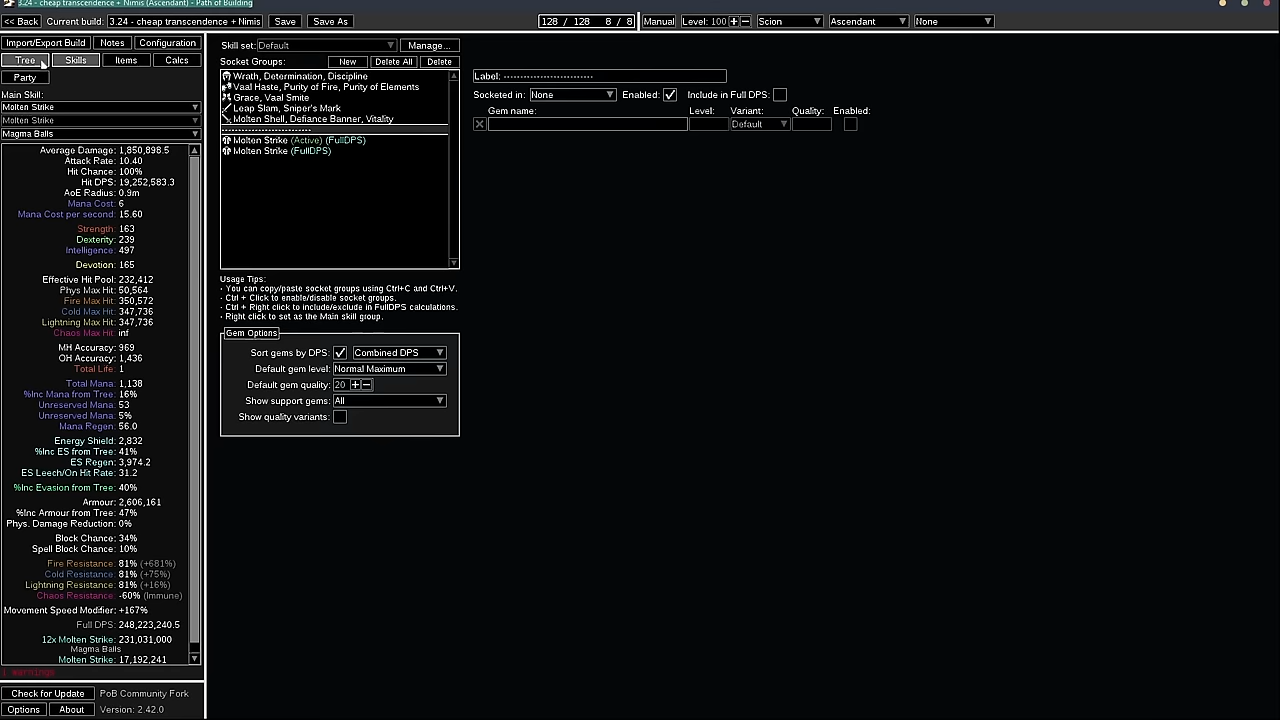 3.24 - cheap transcendence + Nimis (Ascendant) - Path of Building
<< Back Current build: 3.24 - cheap transcendence + Nimis Save Save As 128 / 128 8 / 8 Manual Level: 100 + - Scion Ascendant None
Import/Export Build Notes Configuration
Tree Skills Items Calcs
Party
Main Skill:
Molten Strike
Molten Strike
Magma Balls
Average Damage: 1,850,898.5
Attack Rate: 10.40
Hit Chance: 100%
Hit DPS: 19,252,583.3
AoE Radius: 0.9m
Mana Cost: 6
Mana Cost per second: 15.60
Strength: 163
Dexterity: 239
Intelligence: 497
Devotion: 165
Effective Hit Pool: 232,412
Phys Max Hit: 50,564
Fire Max Hit: 350,572
Cold Max Hit: 347,736
Lightning Max Hit: 347,736
Chaos Max Hit: inf
MH Accuracy: 969
OH Accuracy: 1,436
Total Life: 1
Total Mana: 1,138
%Inc Mana from Tree: 16%
Unreserved Mana: 53
Unreserved Mana: 5%
Mana Regen: 56.0
Energy Shield: 2,832
%Inc ES from Tree: 41%
ES Regen: 3,974.2
ES Leech/On Hit Rate: 31.2
%Inc Evasion from Tree: 40%
Armour: 2,606,161
%Inc Armour from Tree: 47%
Phys. Damage Reduction: 0%
Block Chance: 34%
Spell Block Chance: 10%
Fire Resistance: 81% (+681%)
Cold Resistance: 81% (+75%)
Lightning Resistance: 81% (+16%)
Chaos Resistance: -60% (Immune)
Movement Speed Modifier: +167%
Full DPS: 248,223,240.5
12x Molten Strike: 231,031,000
Magma Balls
Molten Strike: 17,192,241
1 warnings
Check for Update PoB Community Fork
Options About Version: 2.42.0
Skill set: Default Manage...
Socket Groups: New Delete All Delete
Wrath, Determination, Discipline
Vaal Haste, Purity of Fire, Purity of Elements
Grace, Vaal Smite
Leap Slam, Sniper's Mark
Molten Shell, Defiance Banner, Vitality
--------------------------
Molten Strike (Active) (FullDPS)
Molten Strike (FullDPS)
Usage Tips:
- You can copy/paste socket groups using Ctrl+C and Ctrl+V.
- Ctrl + Click to enable/disable socket groups.
- Ctrl + Right click to include/exclude in FullDPS calculations.
- Right click to set as the Main skill group.
Gem Options
Sort gems by DPS: Combined DPS
Default gem level: Normal Maximum
Default gem quality: 20 + -
Show support gems: All
Show quality variants:
Label: --------------------------
Socketed in: None Enabled: Include in Full DPS:
Gem name: Level: Variant: Quality: Enabled:
Default